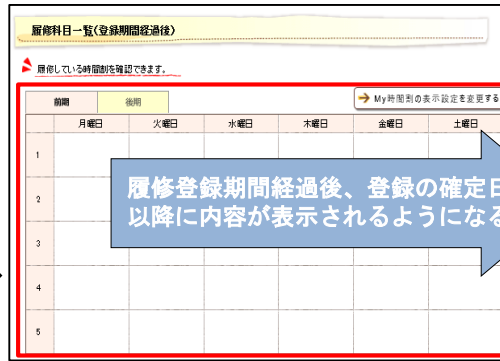 履修科目一覧(登録期間経過後)
履修している時間割を確認できます。
前期 後期 My時間割の表示設定を変更する
月曜日 火曜日 水曜日 木曜日 金曜日 土曜日
1
2
履修登録期間経過後、登録の確定日
以降に内容が表示されるようになる
3
4
5